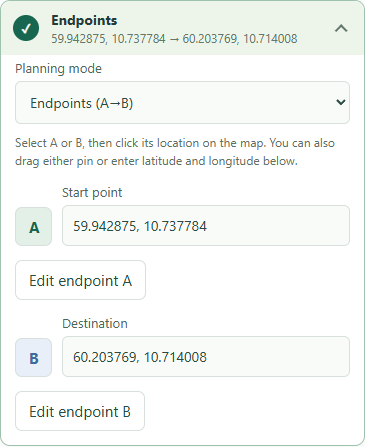 Endpoints
59.942875, 10.737784 → 60.203769, 10.714008
Planning mode
Endpoints (A→B)
Select A or B, then click its location on the map. You can also
drag either pin or enter latitude and longitude below.
Start point
A
59.942875, 10.737784
Edit endpoint A
Destination
B
60.203769, 10.714008
Edit endpoint B